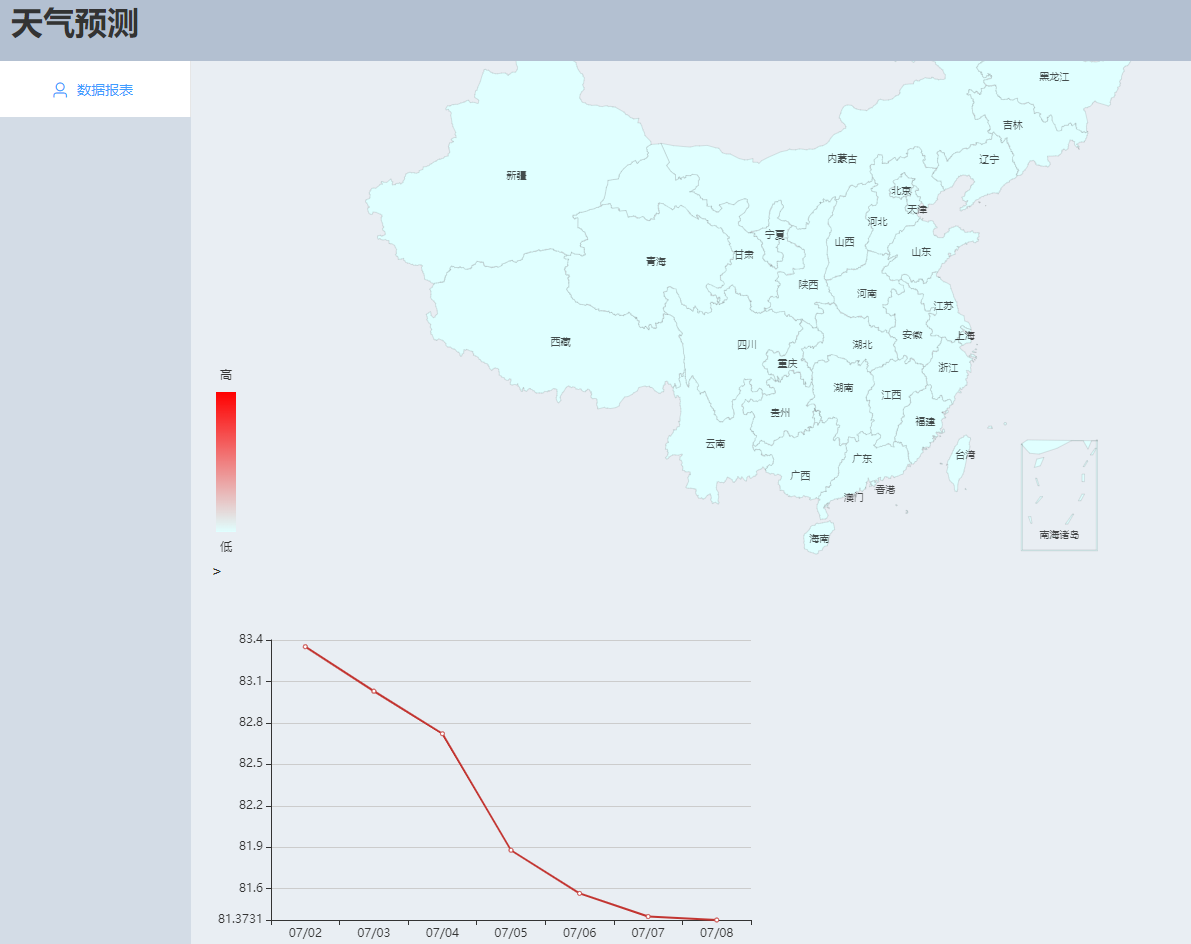 天气预测
数据报表
黑龙江
吉林
内蒙古
辽宁
新疆
北京
天津
河北
宁夏
山西
甘肃
山东
青海
陕西
河南
江苏
安徽
上海
西藏
四川
湖北
重庆
浙江
湖南
江西
贵州
福建
云南
台湾
广东
广西
香港
澳门
南海诸岛
海南
高
低
>
83.4
83.1
82.8
82.5
82.2
81.9
81.6
81.3731
07/02 07/03 07/04 07/05 07/06 07/07 07/08